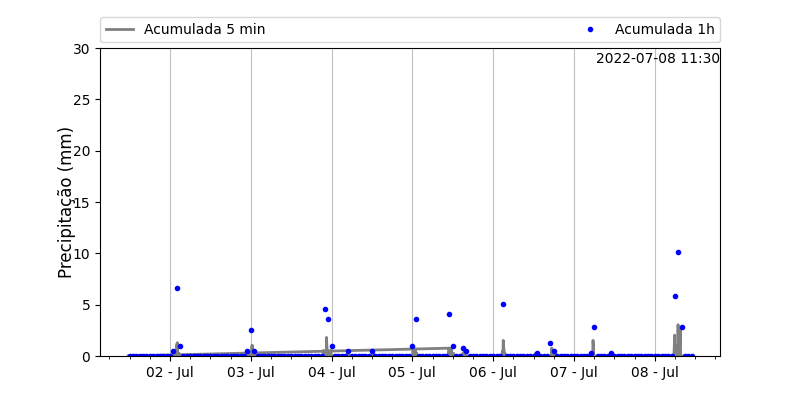 Acumulada 5 min
Acumulada 1h
2022-07-08 11:30
Precipitação (mm)
30
25
20
15
10
5
0
02 - Jul 03 - Jul 04 - Jul 05 - Jul 06 - Jul 07 - Jul 08 - Jul